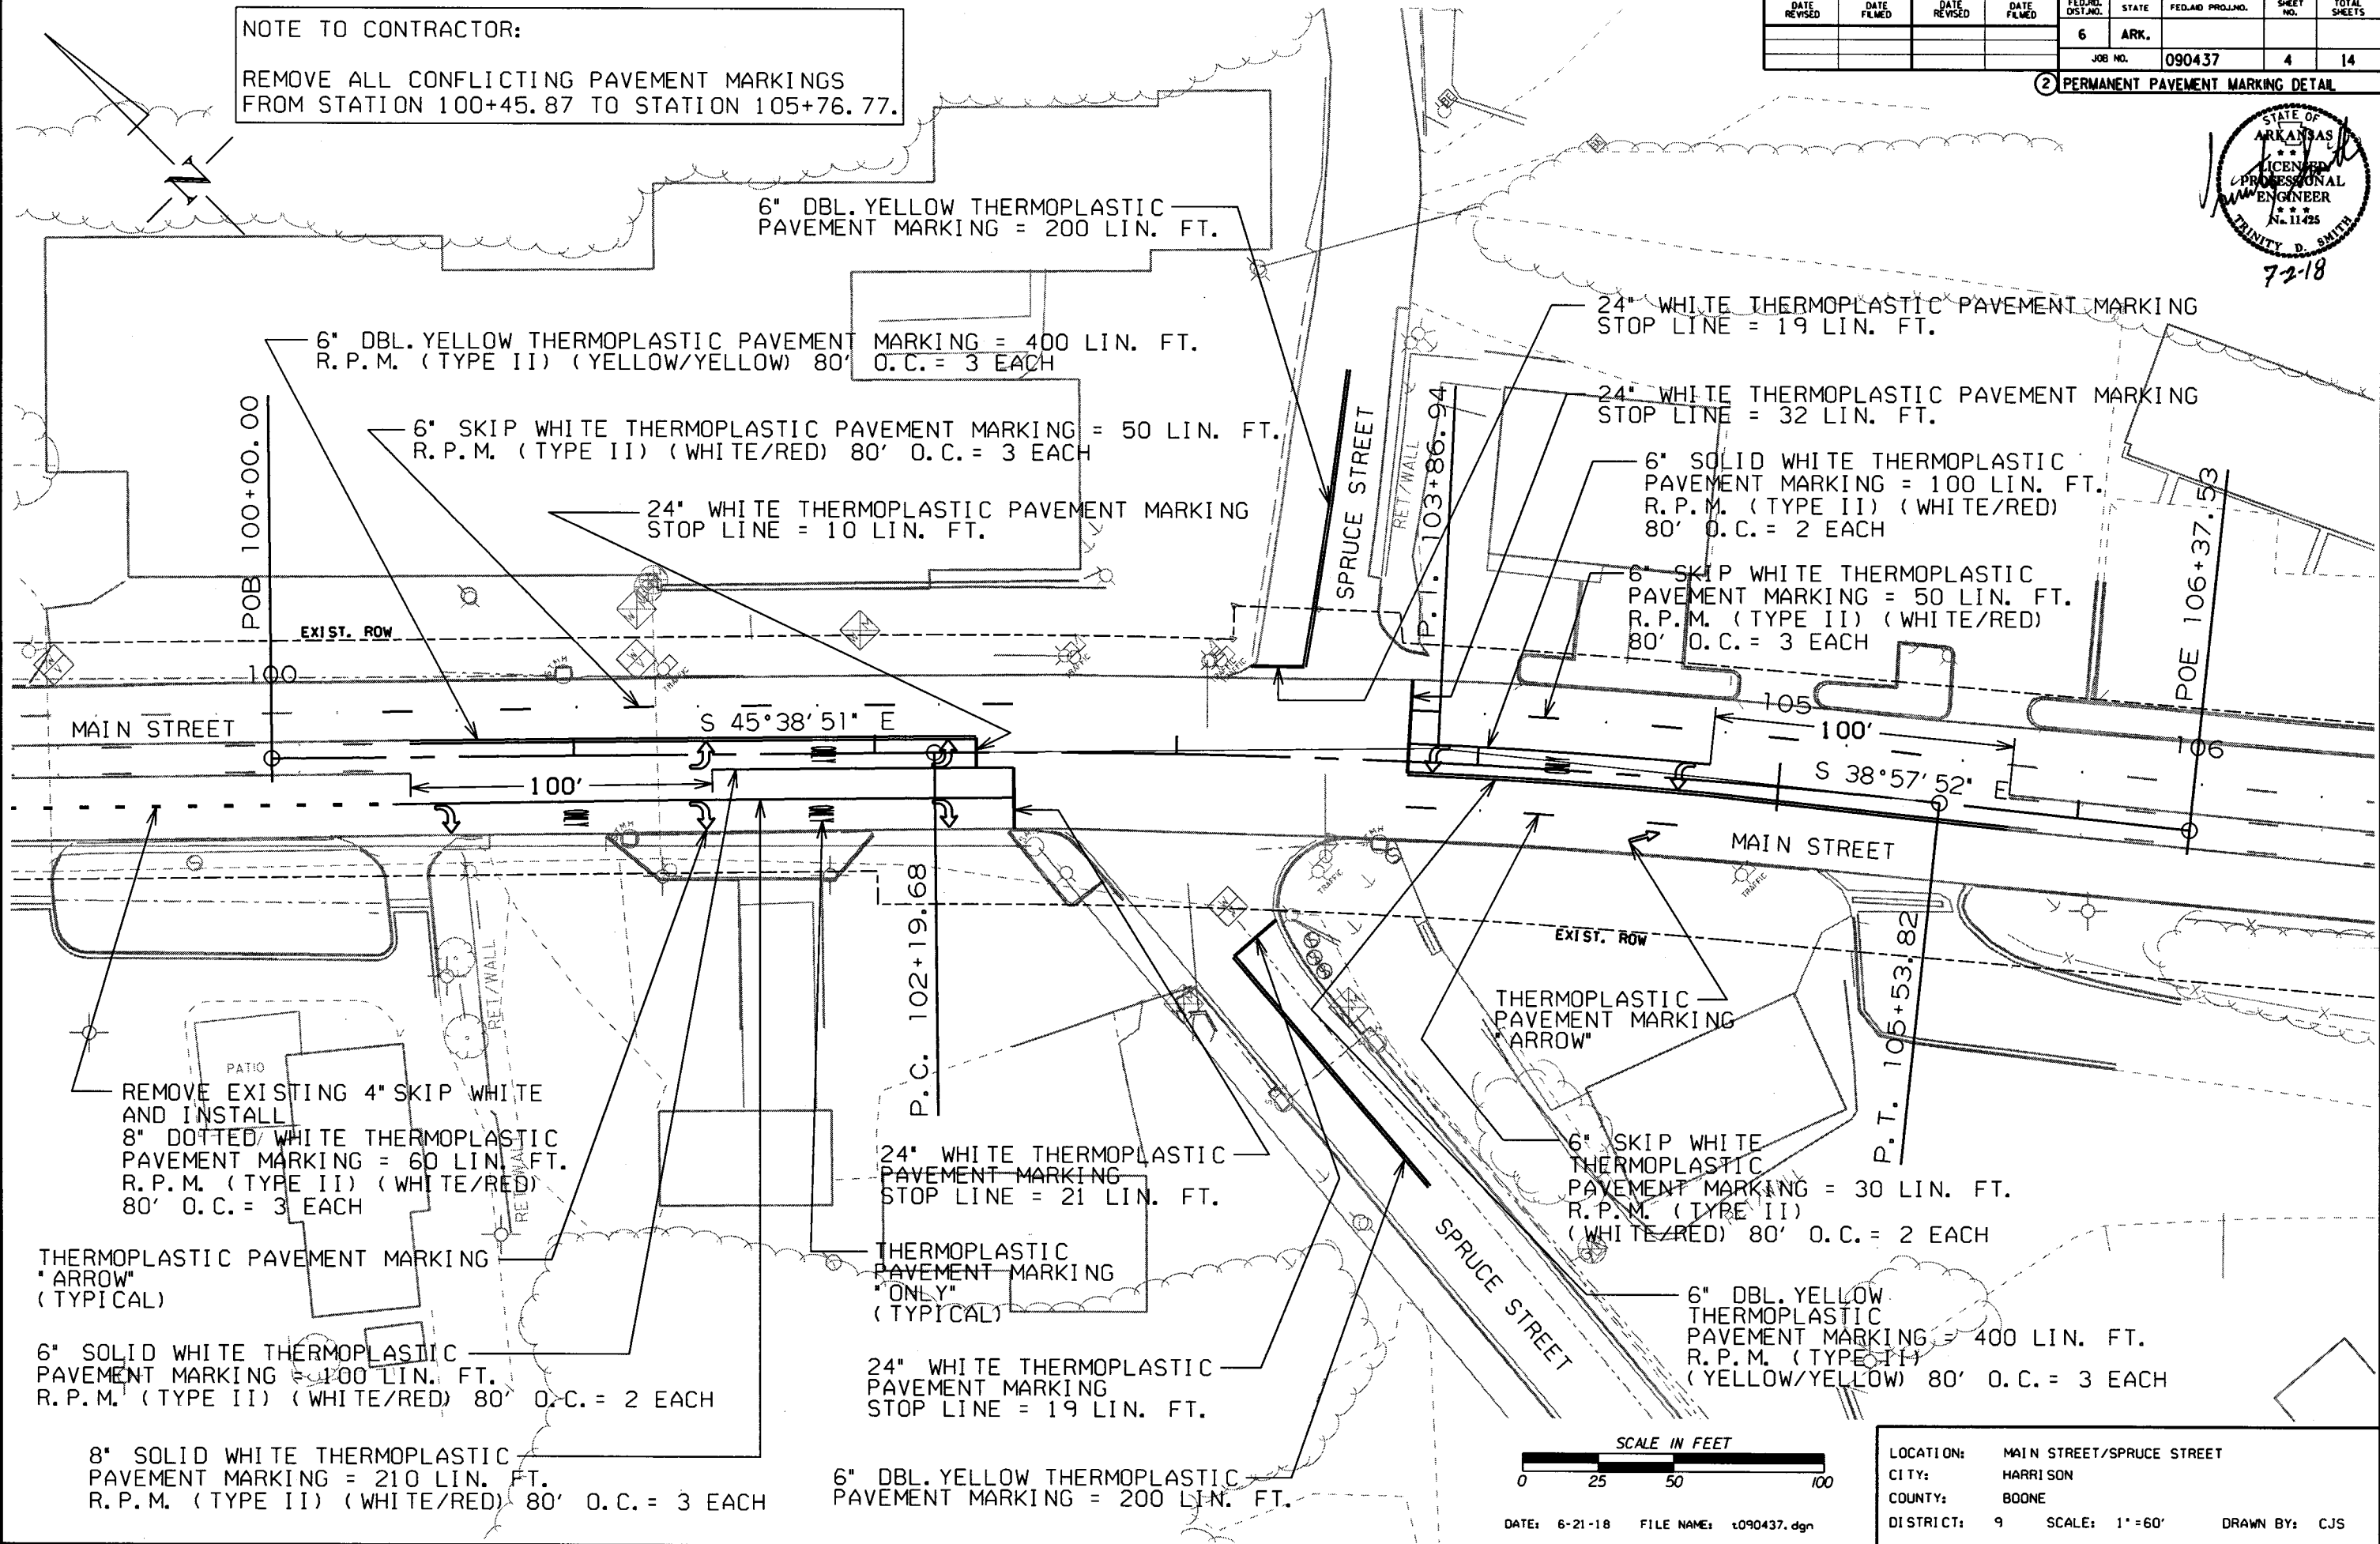 NOTE TO CONTRACTOR:
REMOVE ALL CONFLICTING PAVEMENT MARKINGS
FROM STATION 100+45.87 TO STATION 105+76.77.
DATE REVISED
DATE FILMED
DATE REVISED
DATE FILMED
FED.RD. DIST.NO.
STATE
FED.AID PROJ.NO.
SHEET NO.
TOTAL SHEETS
6 ARK.
JOB NO. 090437 4 14
2 PERMANENT PAVEMENT MARKING DETAIL
STATE OF
ARKANSAS
LICENSED
PROFESSIONAL
ENGINEER
No. 11425
TRINITY D. SMITH
7-2-18
N
6" DBL. YELLOW THERMOPLASTIC
PAVEMENT MARKING = 200 LIN. FT.
6" DBL. YELLOW THERMOPLASTIC PAVEMENT MARKING = 400 LIN. FT.
R.P.M. (TYPE II) (YELLOW/YELLOW) 80' O.C. = 3 EACH
6" SKIP WHITE THERMOPLASTIC PAVEMENT MARKING = 50 LIN. FT.
R.P.M. (TYPE II) (WHITE/RED) 80' O.C. = 3 EACH
24" WHITE THERMOPLASTIC PAVEMENT MARKING
STOP LINE = 10 LIN. FT.
24" WHITE THERMOPLASTIC PAVEMENT MARKING
STOP LINE = 19 LIN. FT.
24" WHITE THERMOPLASTIC PAVEMENT MARKING
STOP LINE = 32 LIN. FT.
6" SOLID WHITE THERMOPLASTIC
PAVEMENT MARKING = 100 LIN. FT.
R.P.M. (TYPE II) (WHITE/RED)
80' O.C. = 2 EACH
6" SKIP WHITE THERMOPLASTIC
PAVEMENT MARKING = 50 LIN. FT.
R.P.M. (TYPE II) (WHITE/RED)
80' O.C. = 3 EACH
POB 100+00.00
SPRUCE STREET
RET/WALL
P.I. 103+86.94
POE 106+37.53
EXIST. ROW
TRAFFIC
TRAFFIC
100
105
106
MAIN STREET
S 45°38'51" E
100'
100'
S 38°57'52" E
MAIN STREET
TRAFFIC
TRAFFIC
EXIST. ROW
P.C. 102+19.68
P.T. 105+53.82
RET/WALL
PATIO
RET/WALL
THERMOPLASTIC
PAVEMENT MARKING
"ARROW"
REMOVE EXISTING 4" SKIP WHITE
AND INSTALL
8" DOTTED WHITE THERMOPLASTIC
PAVEMENT MARKING = 60 LIN. FT.
R.P.M. (TYPE II) (WHITE/RED)
80' O.C. = 3 EACH
24" WHITE THERMOPLASTIC
PAVEMENT MARKING
STOP LINE = 21 LIN. FT.
6" SKIP WHITE
THERMOPLASTIC
PAVEMENT MARKING = 30 LIN. FT.
R.P.M. (TYPE II)
(WHITE/RED) 80' O.C. = 2 EACH
THERMOPLASTIC PAVEMENT MARKING
"ARROW"
(TYPICAL)
THERMOPLASTIC
PAVEMENT MARKING
"ONLY"
(TYPICAL)
SPRUCE STREET
6" DBL. YELLOW
THERMOPLASTIC
PAVEMENT MARKING = 400 LIN. FT.
R.P.M. (TYPE II)
(YELLOW/YELLOW) 80' O.C. = 3 EACH
6" SOLID WHITE THERMOPLASTIC
PAVEMENT MARKING = 100 LIN. FT.
R.P.M. (TYPE II) (WHITE/RED) 80' O.C. = 2 EACH
24" WHITE THERMOPLASTIC
PAVEMENT MARKING
STOP LINE = 19 LIN. FT.
8" SOLID WHITE THERMOPLASTIC
PAVEMENT MARKING = 210 LIN. FT.
R.P.M. (TYPE II) (WHITE/RED) 80' O.C. = 3 EACH
6" DBL. YELLOW THERMOPLASTIC
PAVEMENT MARKING = 200 LIN. FT.
SCALE IN FEET
0 25 50 100
DATE: 6-21-18 FILE NAME: t090437.dgn
LOCATION: MAIN STREET/SPRUCE STREET
CITY: HARRISON
COUNTY: BOONE
DISTRICT: 9 SCALE: 1"=60' DRAWN BY: CJS